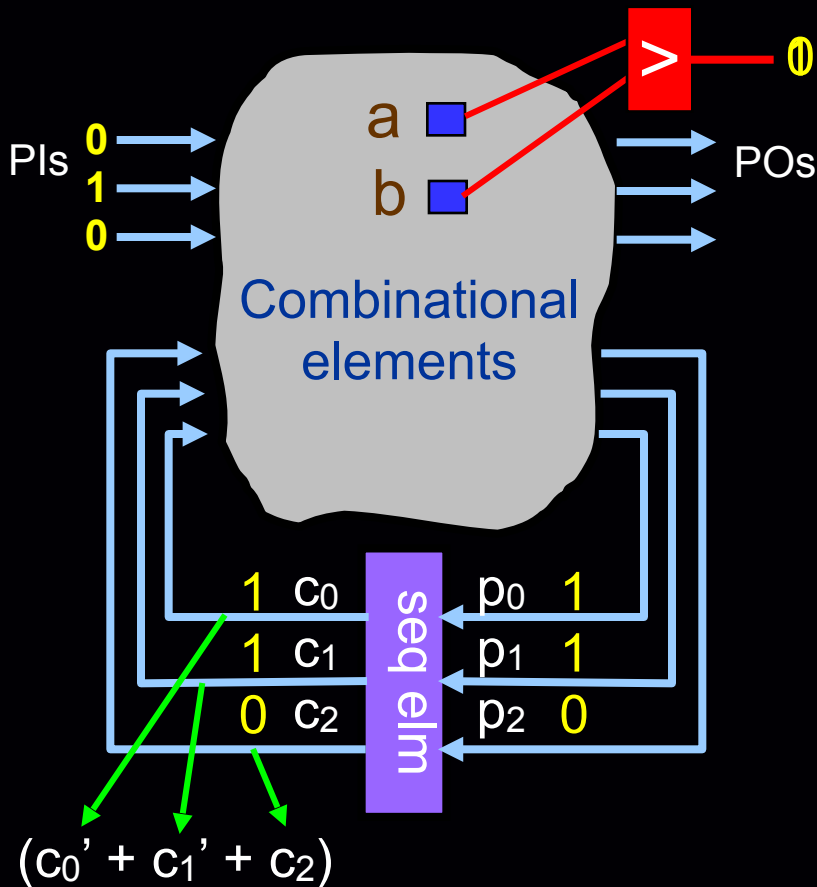 a
>
PIs
0
1
0
b
POs
Combinational
elements
1 c0
1 c1
0 c2
seq elm
p0 1
p1 1
p2 0
(c0’ + c1’ + c2)